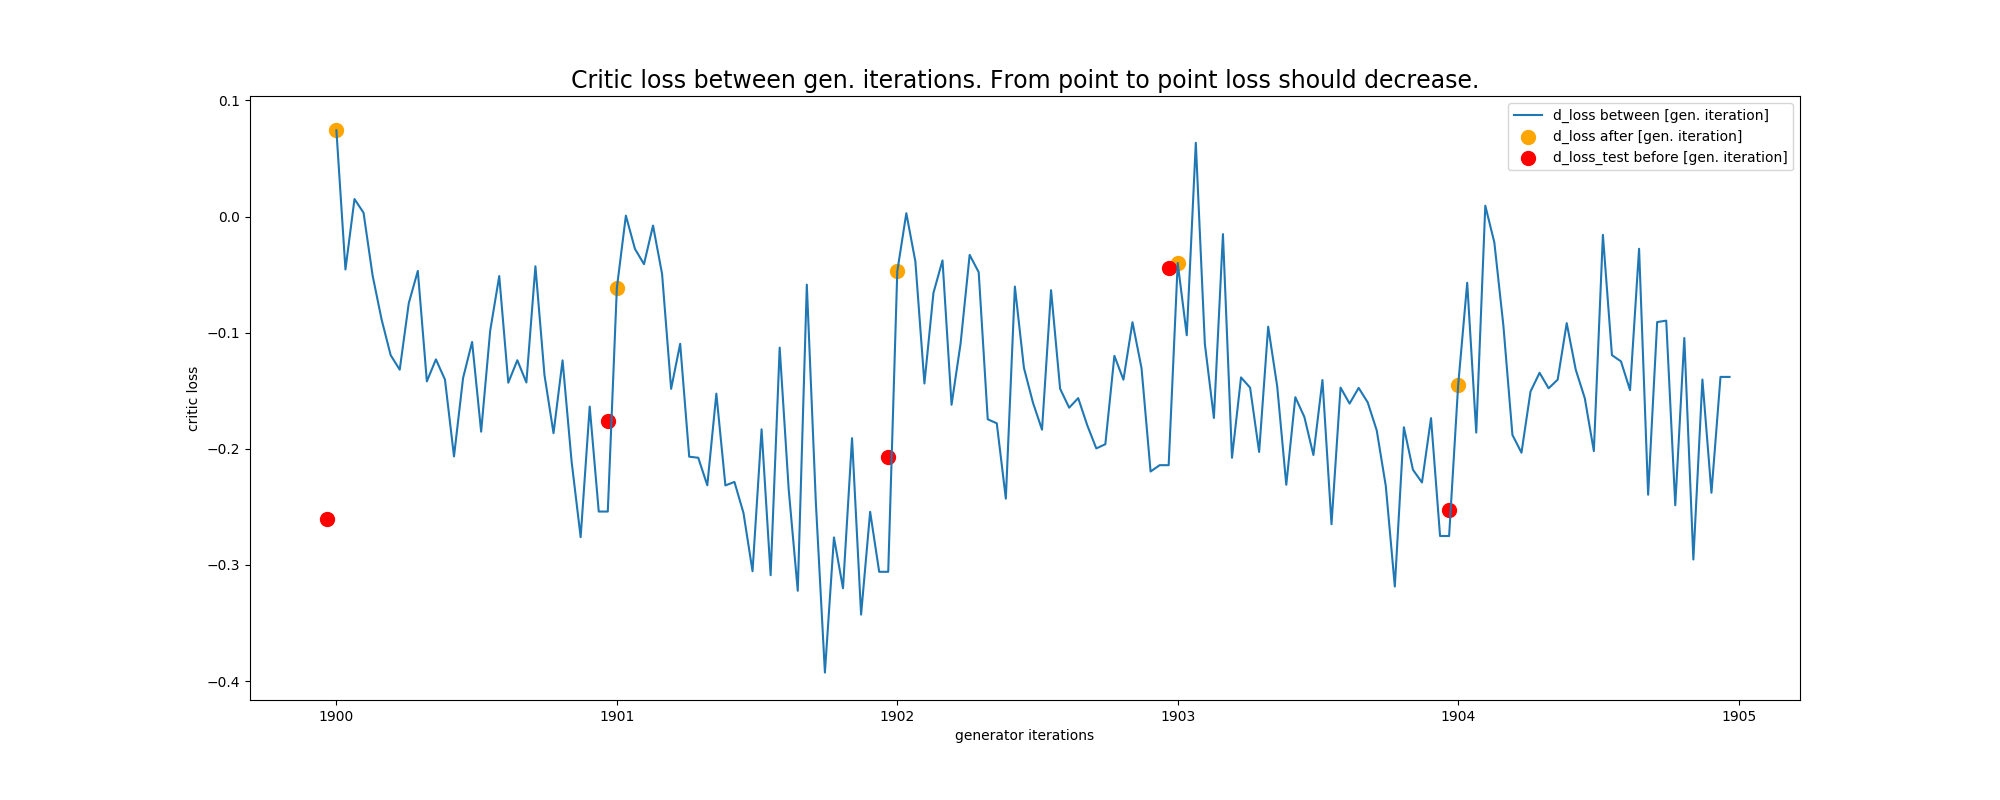 Critic loss between gen. iterations. From point to point loss should decrease.
d_loss between [gen. iteration]
d_loss after [gen. iteration]
d_loss_test before [gen. iteration]
critic loss
0.1
0.0
−0.1
−0.2
−0.3
−0.4
1900 1901 1902 1903 1904 1905
generator iterations